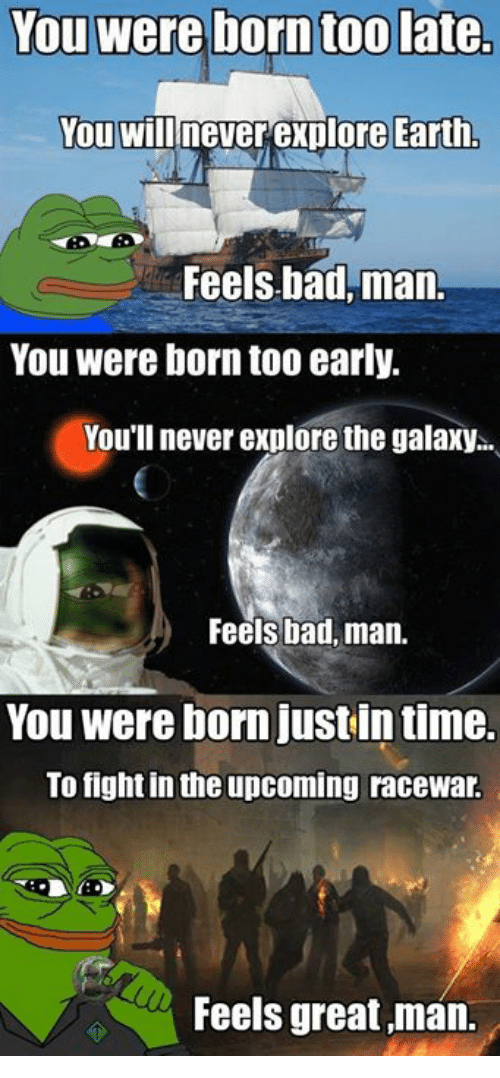 You were born too late.
You will never explore Earth.
Feels bad, man.
You were born too early.
You'll never explore the galaxy...
Feels bad, man.
You were born just in time.
To fight in the upcoming racewar.
Feels great ,man.